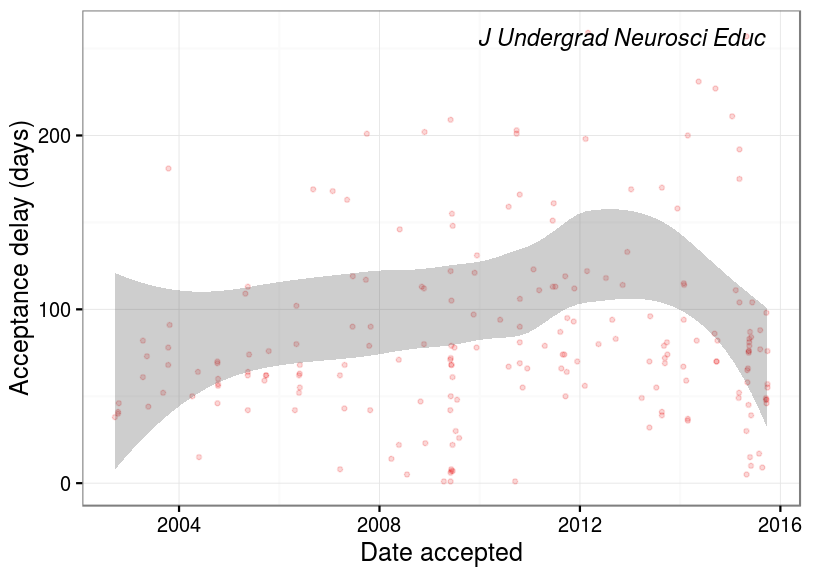 J Undergrad Neurosci Educ
Acceptance delay (days)
200
100
0
2004 2008 2012 2016
Date accepted